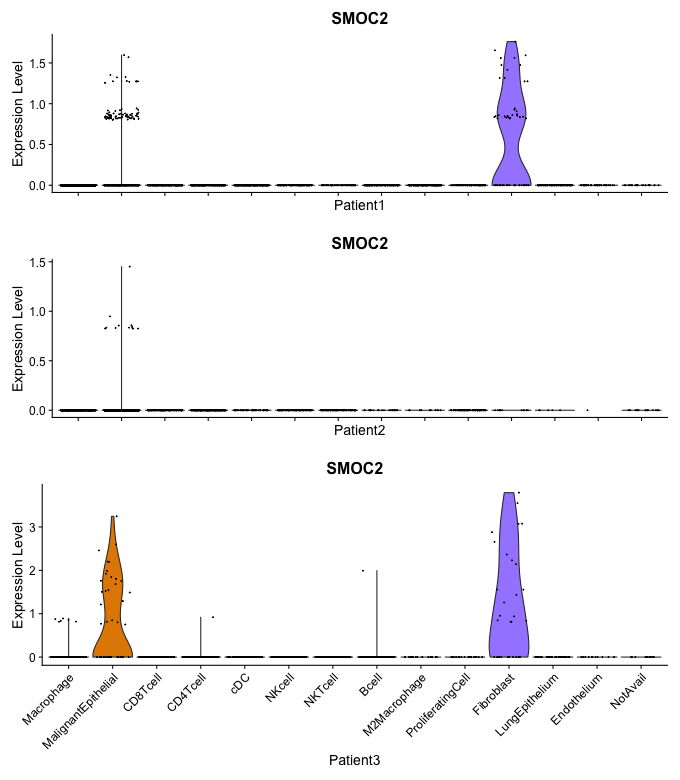 SMOC2
Expression Level
1.5
1.0
0.5
0.0
Patient1
SMOC2
Expression Level
1.5
1.0
0.5
0.0
Patient2
SMOC2
Expression Level
3
2
1
0
Macrophage
MalignantEpithelial
CD8Tcell
CD4Tcell
cDC
NKcell
NKTcell
Bcell
M2Macrophage
ProliferatingCell
Fibroblast
LungEpithelium
Endothelium
NotAvail
Patient3